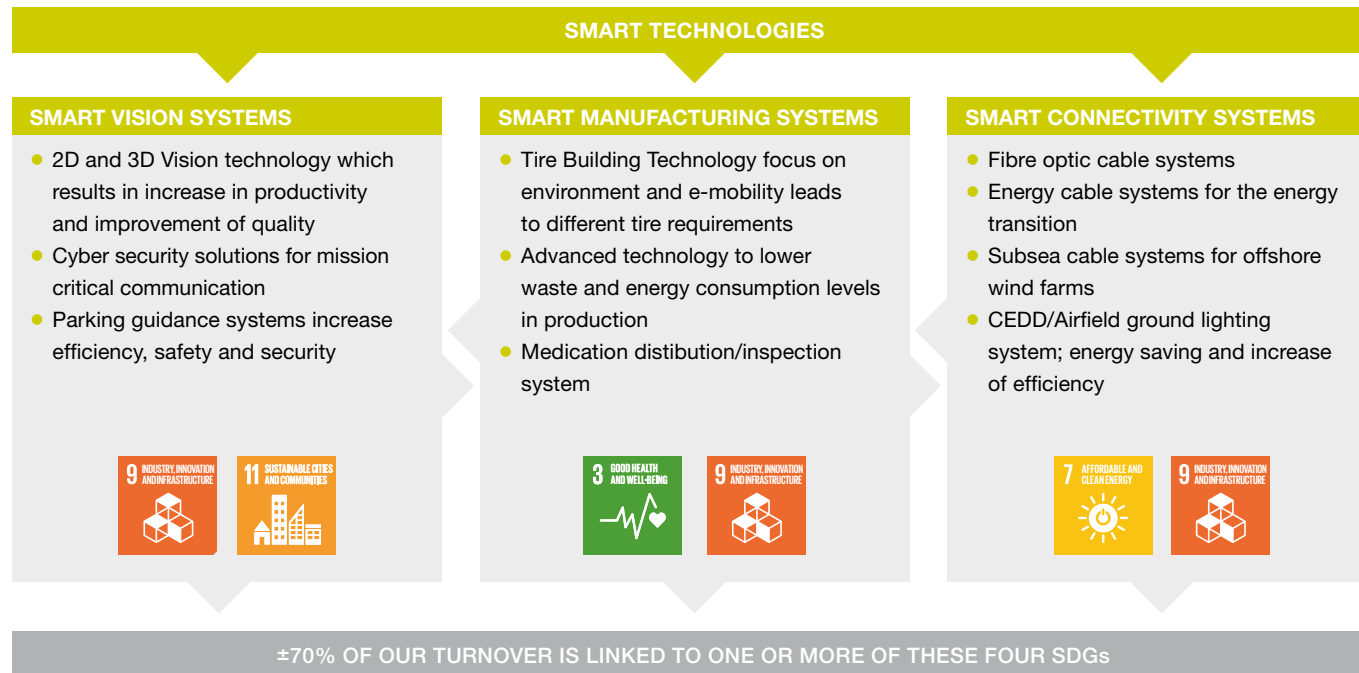 SMART TECHNOLOGIES
SMART VISION SYSTEMS
● 2D and 3D Vision technology which
results in increase in productivity
and improvement of quality
● Cyber security solutions for mission
critical communication
● Parking guidance systems increase
efficiency, safety and security
9 INDUSTRY, INNOVATION
AND INFRASTRUCTURE
11 SUSTAINABLE CITIES
AND COMMUNITIES
SMART MANUFACTURING SYSTEMS
● Tire Building Technology focus on
environment and e-mobility leads
to different tire requirements
● Advanced technology to lower
waste and energy consumption levels
in production
● Medication distibution/inspection
system
3 GOOD HEALTH
AND WELL-BEING
9 INDUSTRY, INNOVATION
AND INFRASTRUCTURE
SMART CONNECTIVITY SYSTEMS
● Fibre optic cable systems
● Energy cable systems for the energy
transition
● Subsea cable systems for offshore
wind farms
● CEDD/Airfield ground lighting
system; energy saving and increase
of efficiency
7 AFFORDABLE AND
CLEAN ENERGY
9 INDUSTRY, INNOVATION
AND INFRASTRUCTURE
±70% OF OUR TURNOVER IS LINKED TO ONE OR MORE OF THESE FOUR SDGs